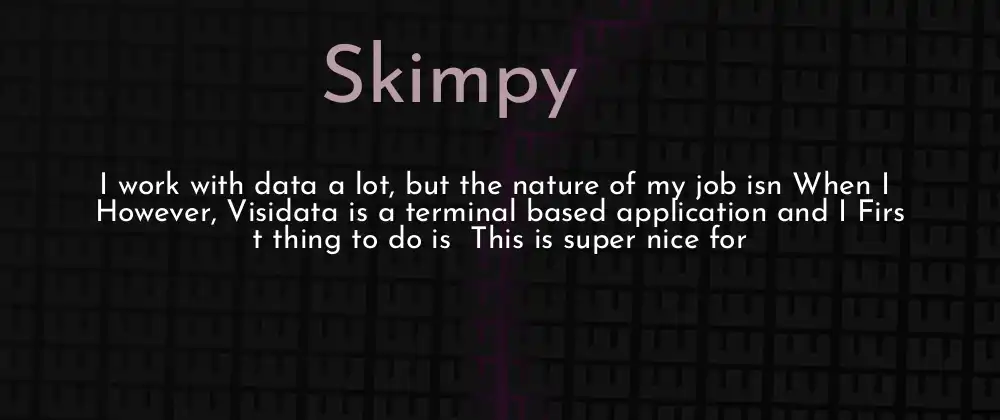 Skimpy
I work with data a lot, but the nature of my job isn When I
However, Visidata is a terminal based application and I Firs
t thing to do is  This is super nice for